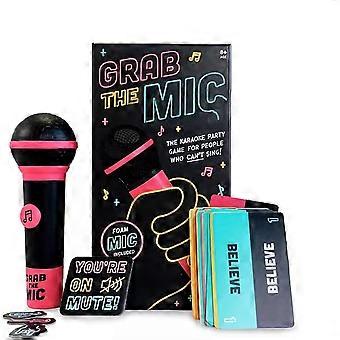 GRAB
THE
MIC
8+
AGE
THE KARAOKE PARTY
GAME FOR PEOPLE
WHO CAN'T SING!
FOAM
MIC
INCLUDED
GRAB
THE
MIC
YOU'RE
ON
MUTE!
BELIEVE
BELIEVE